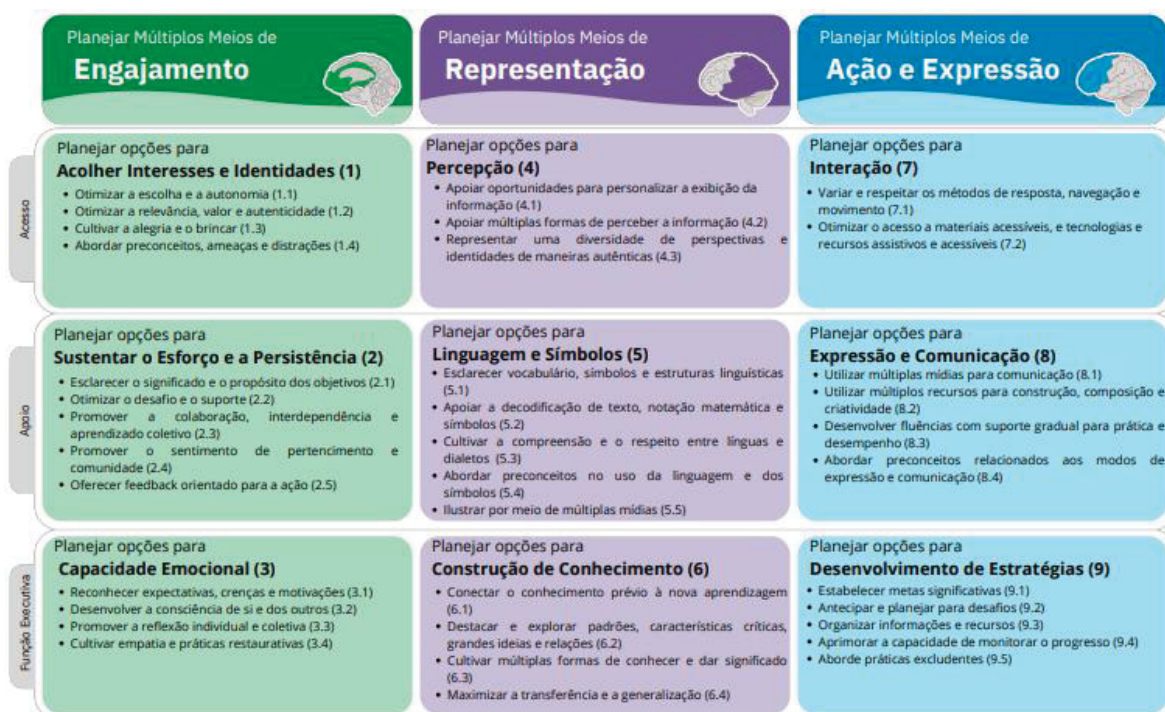 Planejar Múltiplos Meios de
Engajamento
Planejar Múltiplos Meios de
Representação
Planejar Múltiplos Meios de
Ação e Expressão
Acesso
Planejar opções para
Acolher Interesses e Identidades (1)
• Otimizar a escolha e a autonomia (1.1)
• Otimizar a relevância, valor e autenticidade (1.2)
• Cultivar a alegria e o brincar (1.3)
• Abordar preconceitos, ameaças e distrações (1.4)
Planejar opções para
Percepção (4)
• Apoiar oportunidades para personalizar a exibição da
informação (4.1)
• Apoiar múltiplas formas de perceber a informação (4.2)
• Representar uma diversidade de perspectivas e
identidades de maneiras autênticas (4.3)
Planejar opções para
Interação (7)
• Variar e respeitar os métodos de resposta, navegação e
movimento (7.1)
• Otimizar o acesso a materiais acessíveis, e tecnologias e
recursos assistivos e acessíveis (7.2)
Apoio
Planejar opções para
Sustentar o Esforço e a Persistência (2)
• Esclarecer o significado e o propósito dos objetivos (2.1)
• Otimizar o desafio e o suporte (2.2)
• Promover a colaboração, interdependência e
aprendizado coletivo (2.3)
• Promover o sentimento de pertencimento e
comunidade (2.4)
• Oferecer feedback orientado para a ação (2.5)
Planejar opções para
Linguagem e Símbolos (5)
• Esclarecer vocabulário, símbolos e estruturas linguísticas
(5.1)
• Apoiar a decodificação de texto, notação matemática e
símbolos (5.2)
• Cultivar a compreensão e o respeito entre línguas e
dialetos (5.3)
• Abordar preconceitos no uso da linguagem e dos
símbolos (5.4)
• Ilustrar por meio de múltiplas mídias (5.5)
Planejar opções para
Expressão e Comunicação (8)
• Utilizar múltiplas mídias para comunicação (8.1)
• Utilizar múltiplos recursos para construção, composição e
criatividade (8.2)
• Desenvolver fluências com suporte gradual para prática e
desempenho (8.3)
• Abordar preconceitos relacionados aos modos de
expressão e comunicação (8.4)
Função Executiva
Planejar opções para
Capacidade Emocional (3)
• Reconhecer expectativas, crenças e motivações (3.1)
• Desenvolver a consciência de si e dos outros (3.2)
• Promover a reflexão individual e coletiva (3.3)
• Cultivar empatia e práticas restaurativas (3.4)
Planejar opções para
Construção de Conhecimento (6)
• Conectar o conhecimento prévio à nova aprendizagem
(6.1)
• Destacar e explorar padrões, características críticas,
grandes ideias e relações (6.2)
• Cultivar múltiplas formas de conhecer e dar significado
(6.3)
• Maximizar a transferência e a generalização (6.4)
Planejar opções para
Desenvolvimento de Estratégias (9)
• Estabelecer metas significativas (9.1)
• Antecipar e planejar para desafios (9.2)
• Organizar informações e recursos (9.3)
• Aprimorar a capacidade de monitorar o progresso (9.4)
• Aborde práticas excludentes (9.5)